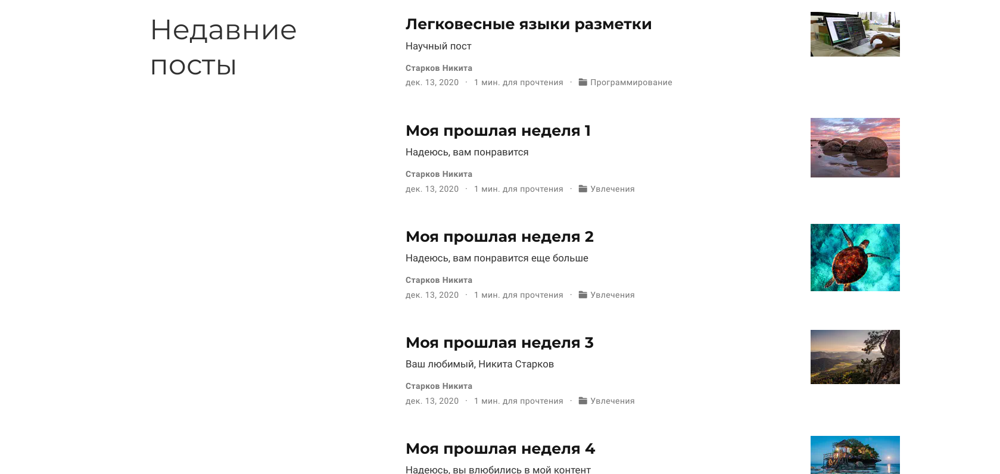 Недавние
посты
Легковесные языки разметки
Научный пост
Старков Никита
дек. 13, 2020 · 1 мин. для прочтения · Программирование
Моя прошлая неделя 1
Надеюсь, вам понравится
Старков Никита
дек. 13, 2020 · 1 мин. для прочтения · Увлечения
Моя прошлая неделя 2
Надеюсь, вам понравится еще больше
Старков Никита
дек. 13, 2020 · 1 мин. для прочтения · Увлечения
Моя прошлая неделя 3
Ваш любимый, Никита Старков
Старков Никита
дек. 13, 2020 · 1 мин. для прочтения · Увлечения
Моя прошлая неделя 4
Надеюсь, вы влюбились в мой контент